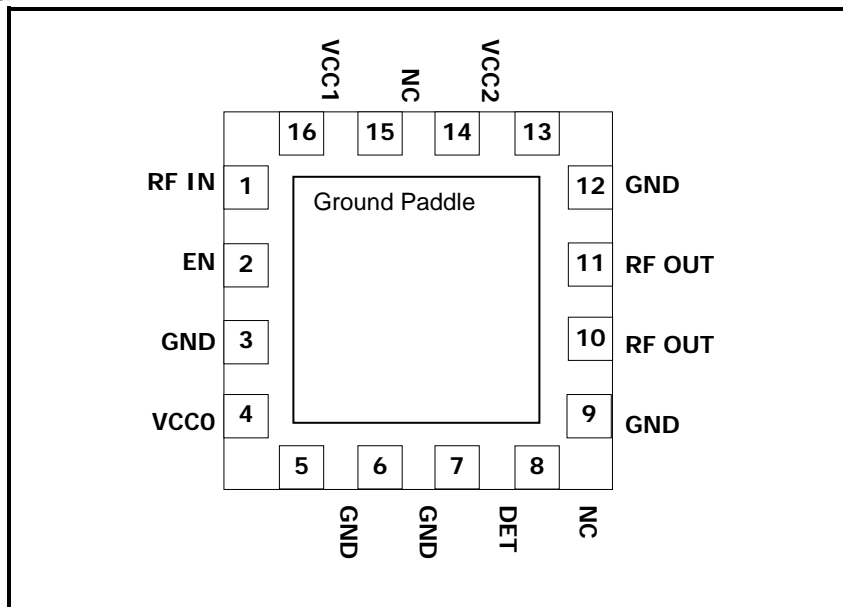 VCC1 NC VCC2
16 15 14 13
RF IN 1 Ground Paddle 12 GND
EN 2 11 RF OUT
GND 3 10 RF OUT
VCC0 4 9 GND
5 6 7 8
GND GND DET NC